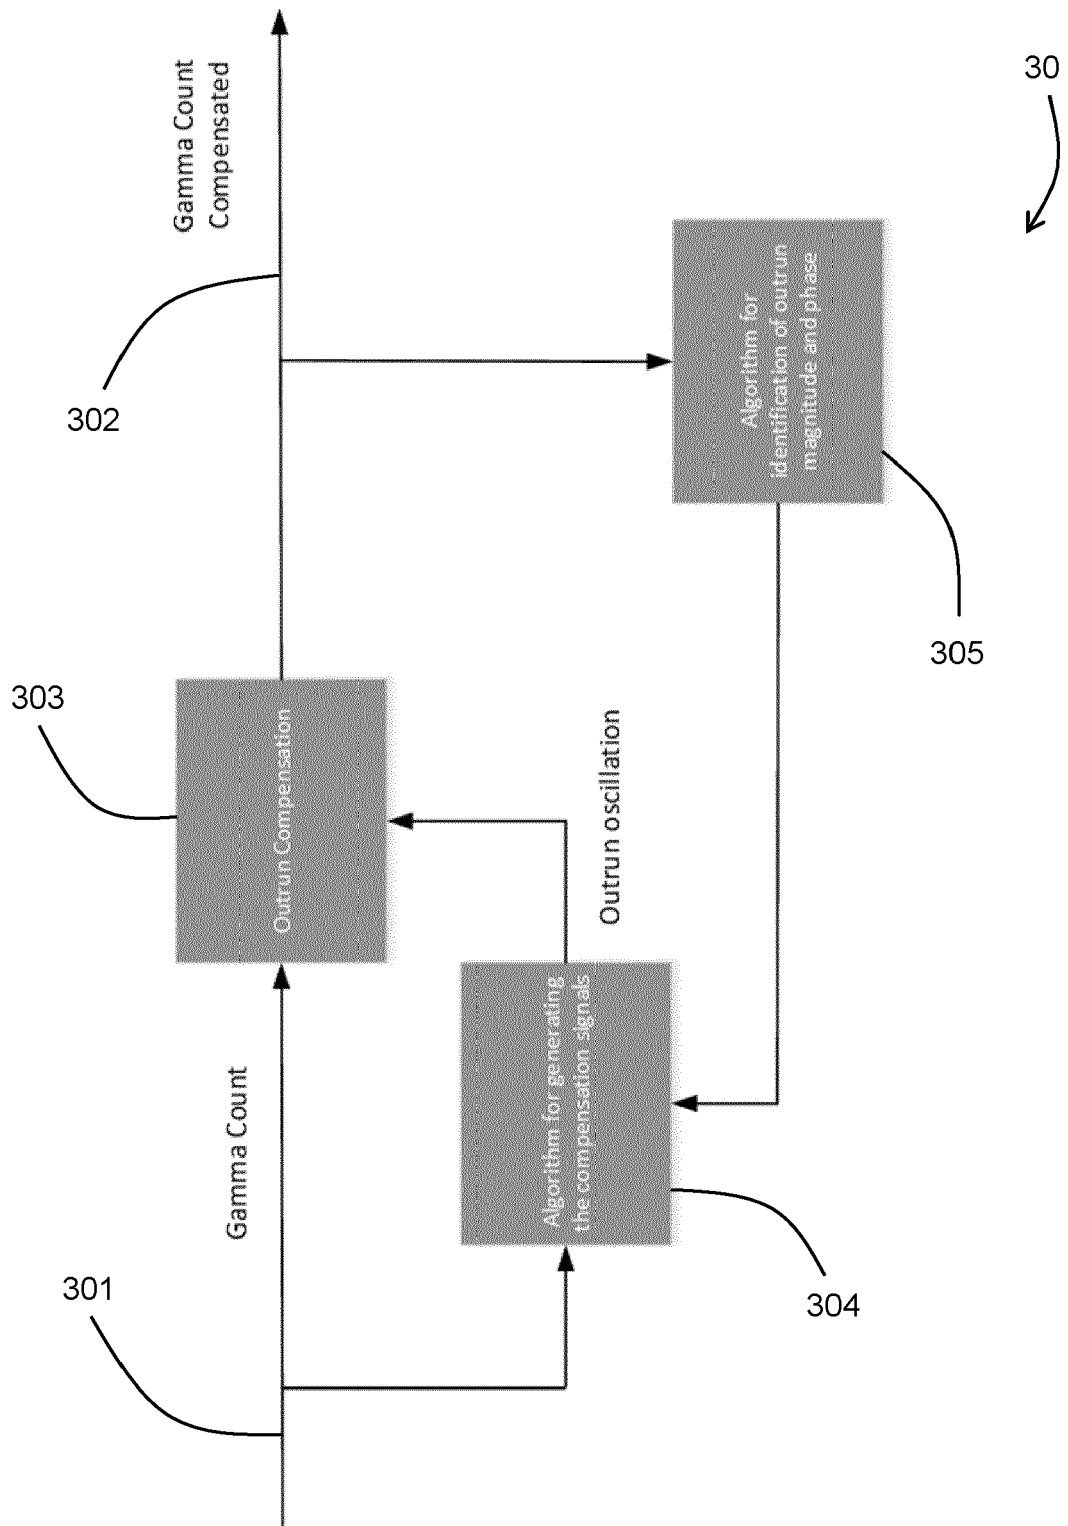 30
Gamma Count
Compensated
302
Algorithm for
identification of outrun
magnitude and phase
305
303
Outrun Compensation
Outrun oscillation
Gamma Count
Algorithm for generating
the compensation signals
301
304